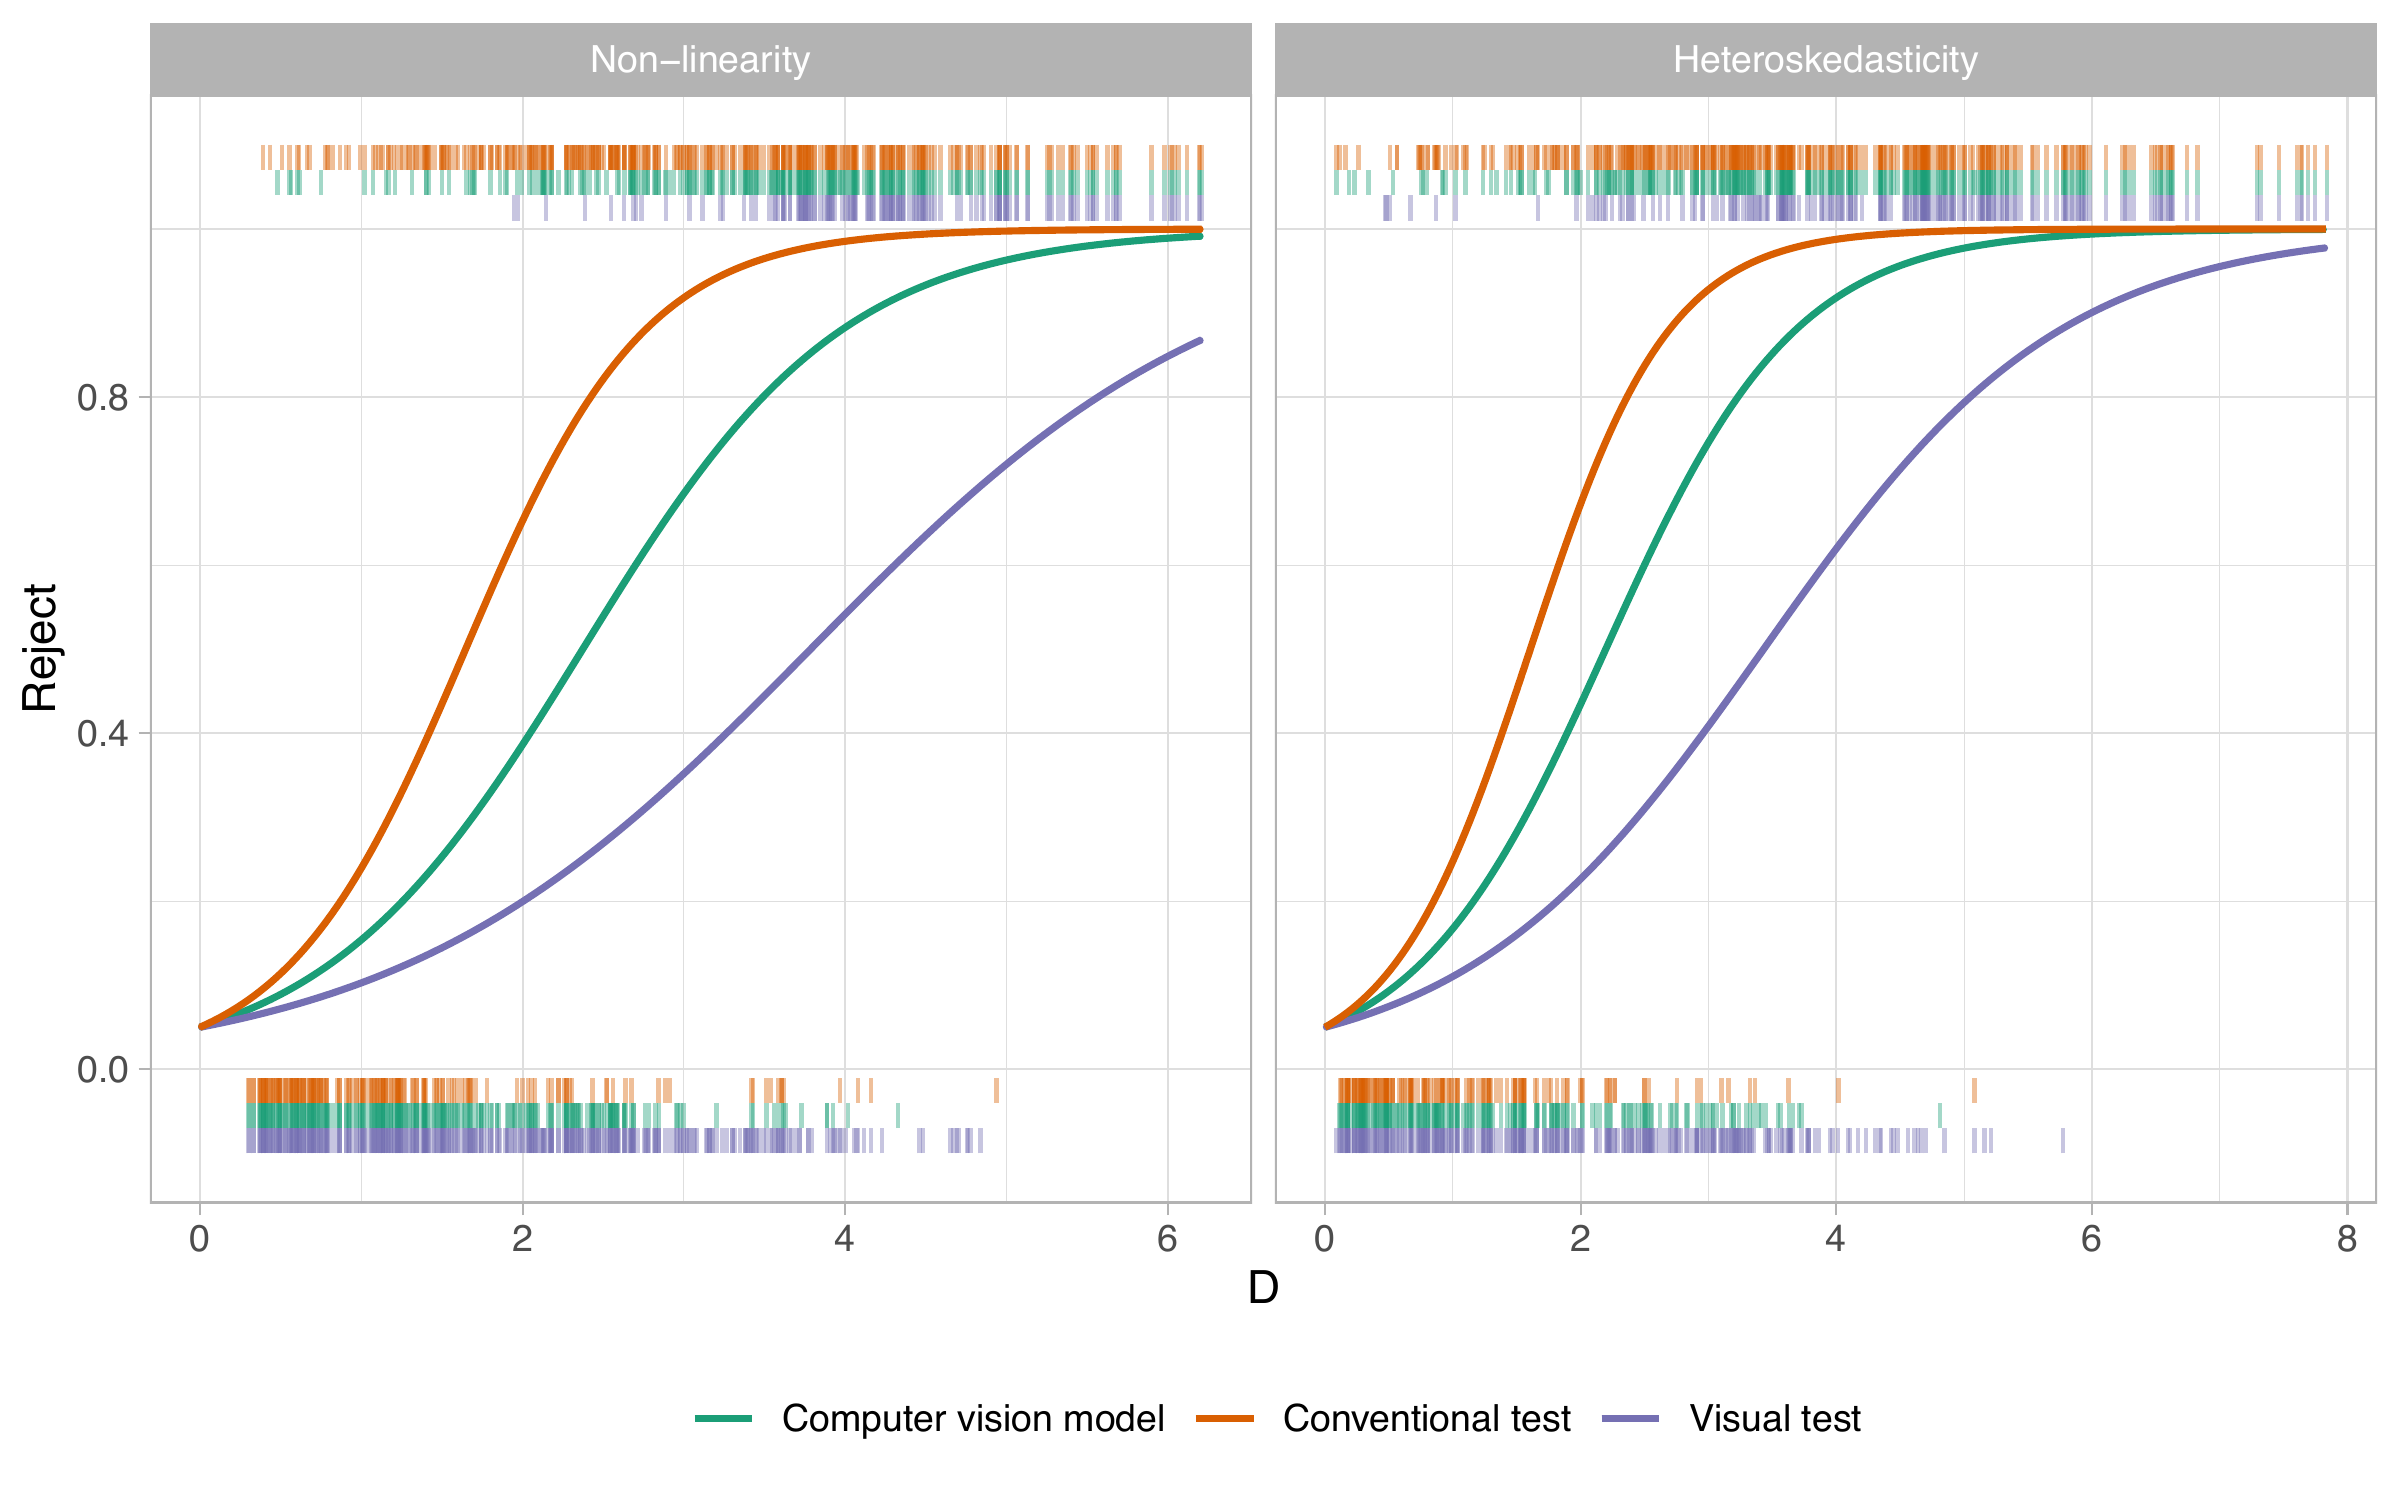 Non−linearity
Heteroskedasticity
Reject
0.8
0.4
0.0
0 2 4 6
0 2 4 6 8
D
Computer vision model Conventional test Visual test